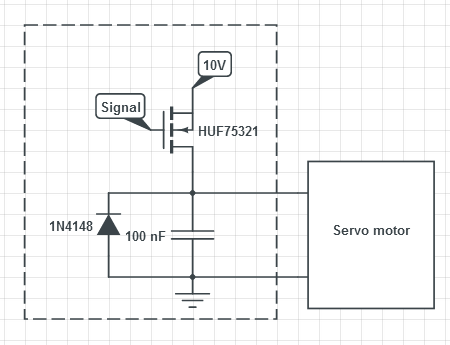 10V
Signal
HUF75321
1N4148
100 nF
Servo motor